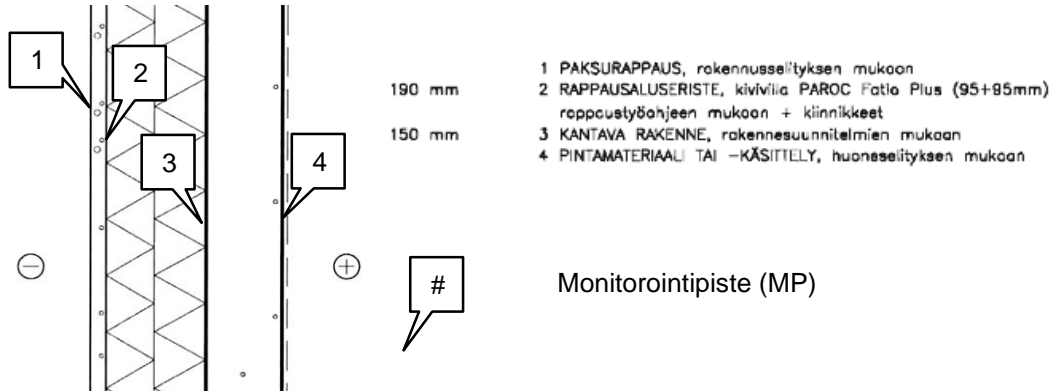 1
2
3
4
190 mm
150 mm
1 PAKSURAPPAUS, rakennusselityksen mukaan
2 RAPPAUSALUSERISTE, kivivilla PAROC Fatio Plus (95+95mm)
rappaustyöohjeen mukaan + kiinnikkeet
3 KANTAVA RAKENNE, rakennesuunnitelmien mukaan
4 PINTAMATERIAALI TAI -KÄSITTELY, huoneselityksen mukaan
− +
#
Monitorointipiste (MP)